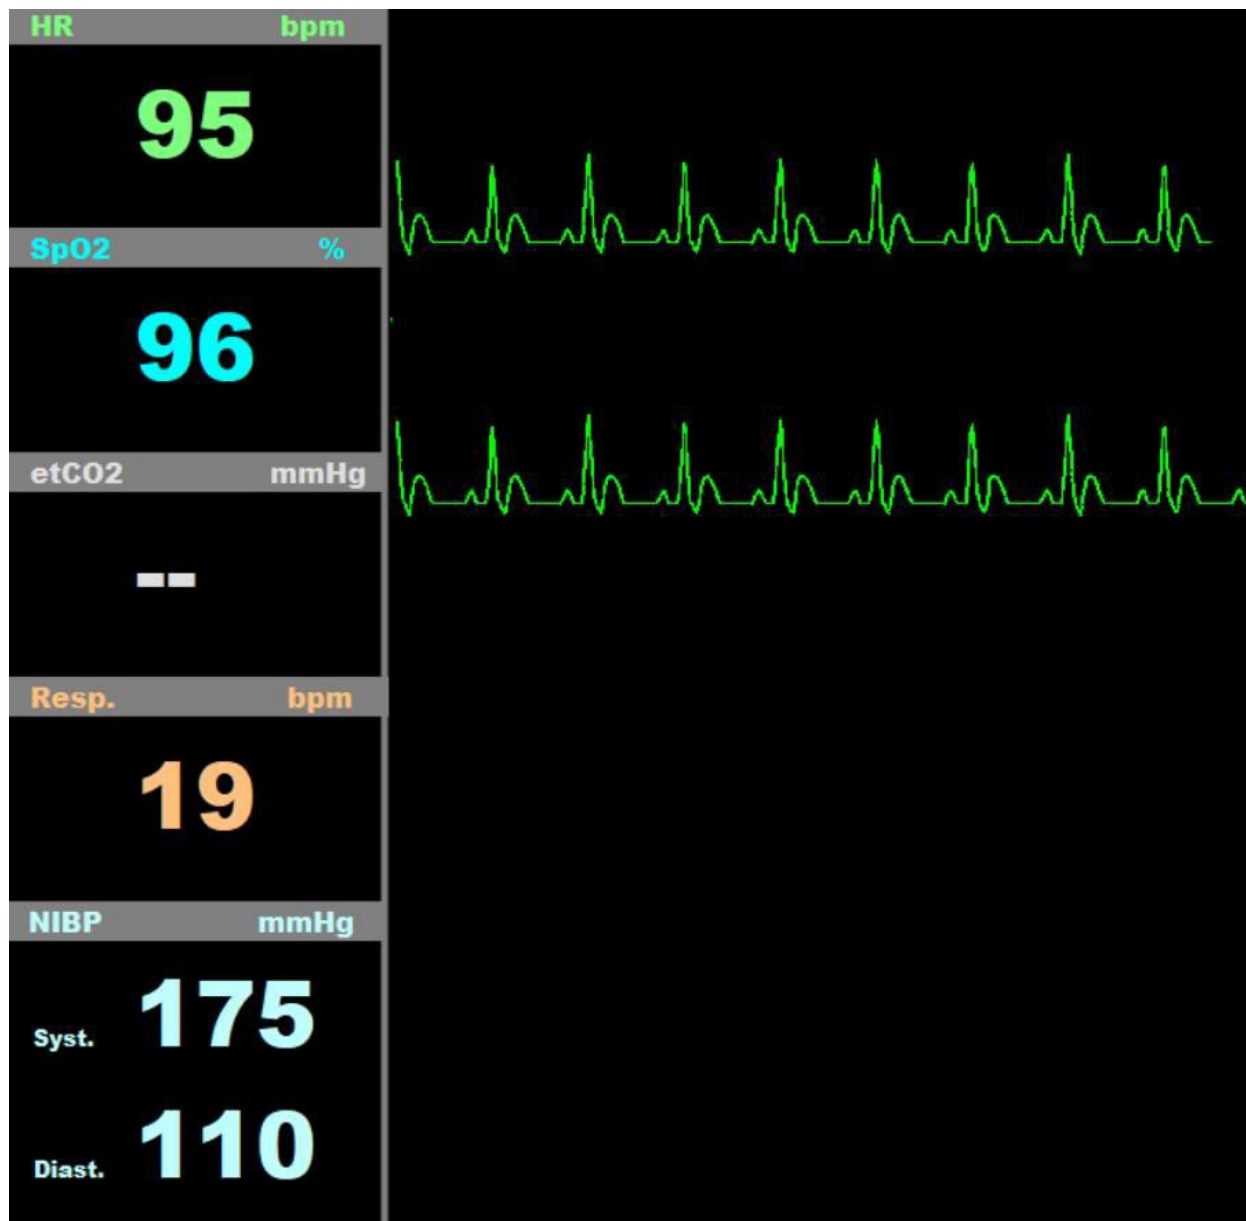 HR bpm
95
SpO2 %
96
etCO2 mmHg
--
Resp. bpm
19
NIBP mmHg
Syst. 175
Diast. 110